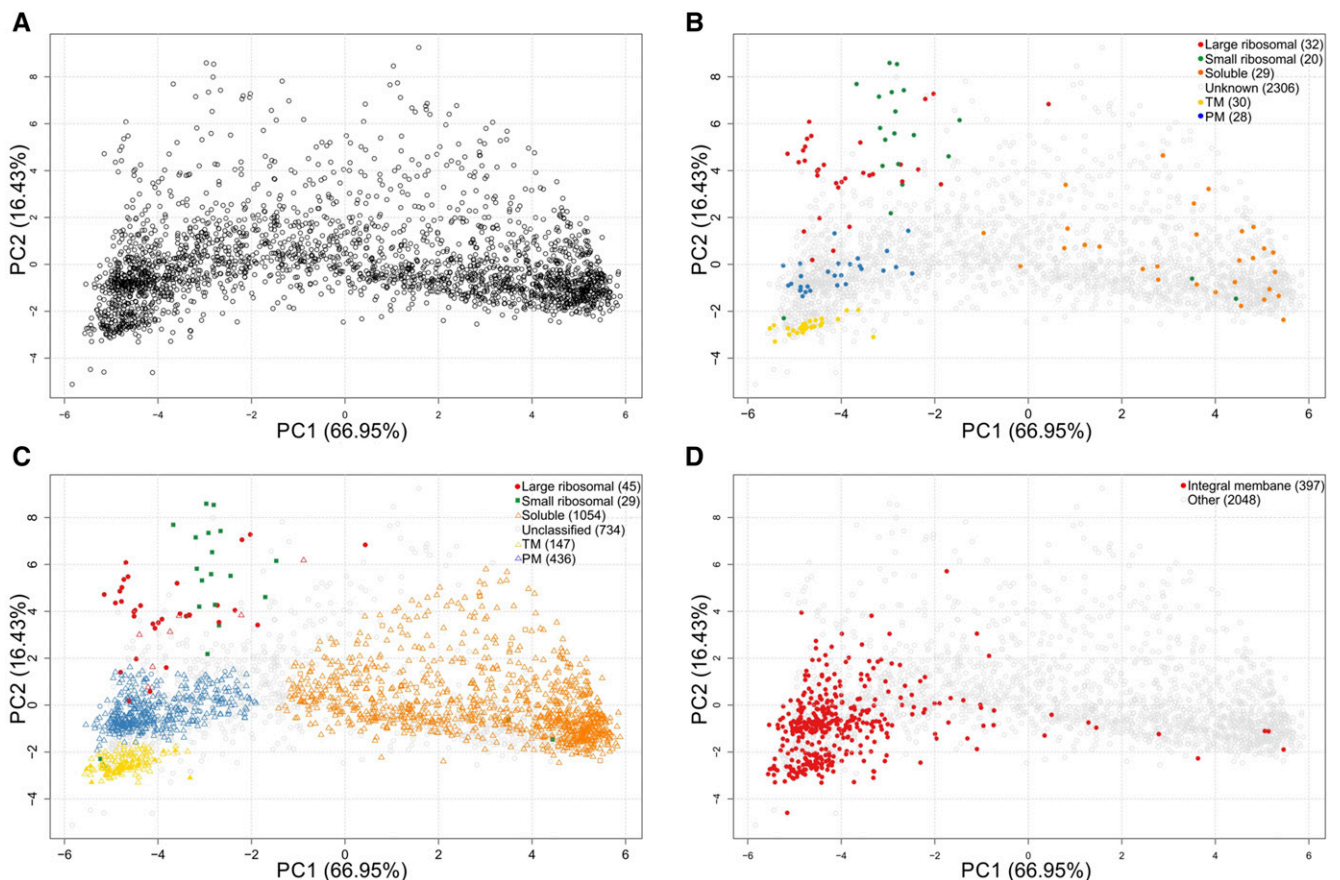 A
PC2 (16.43%)
8
6
4
2
0
−2
−4
−6
−4
−2
0
2
4
6
PC1 (66.95%)
B
PC2 (16.43%)
8
6
4
2
0
−2
−4
−6
−4
−2
0
2
4
6
PC1 (66.95%)
Large ribosomal (32)
Small ribosomal (20)
Soluble (29)
Unknown (2306)
TM (30)
PM (28)
C
PC2 (16.43%)
8
6
4
2
0
−2
−4
−6
−4
−2
0
2
4
6
PC1 (66.95%)
Large ribosomal (45)
Small ribosomal (29)
Soluble (1054)
Unclassified (734)
TM (147)
PM (436)
D
PC2 (16.43%)
8
6
4
2
0
−2
−4
−6
−4
−2
0
2
4
6
PC1 (66.95%)
Integral membane (397)
Other (2048)